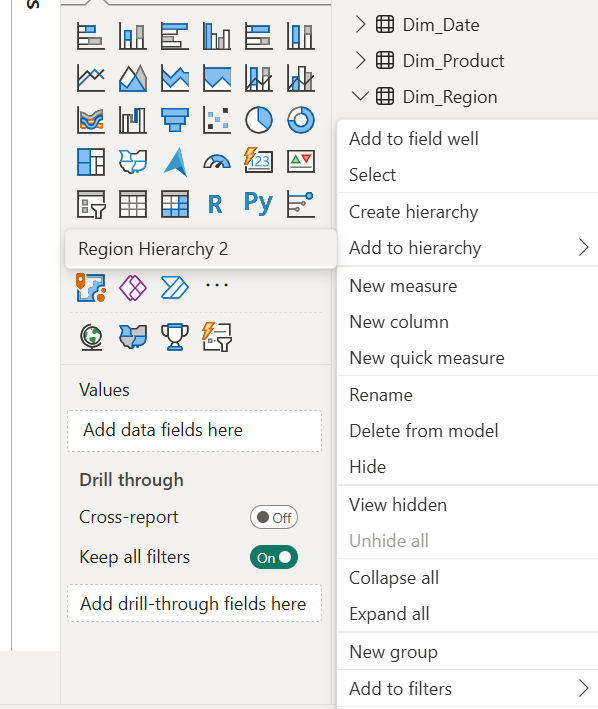 s
Dim_Date
Dim_Product
Dim_Region
123
R
Py
Region Hierarchy 2
Values
Add data fields here
Drill through
Cross-report
Off
Keep all filters
On
Add drill-through fields here
Add to field well
Select
Create hierarchy
Add to hierarchy
New measure
New column
New quick measure
Rename
Delete from model
Hide
View hidden
Unhide all
Collapse all
Expand all
New group
Add to filters